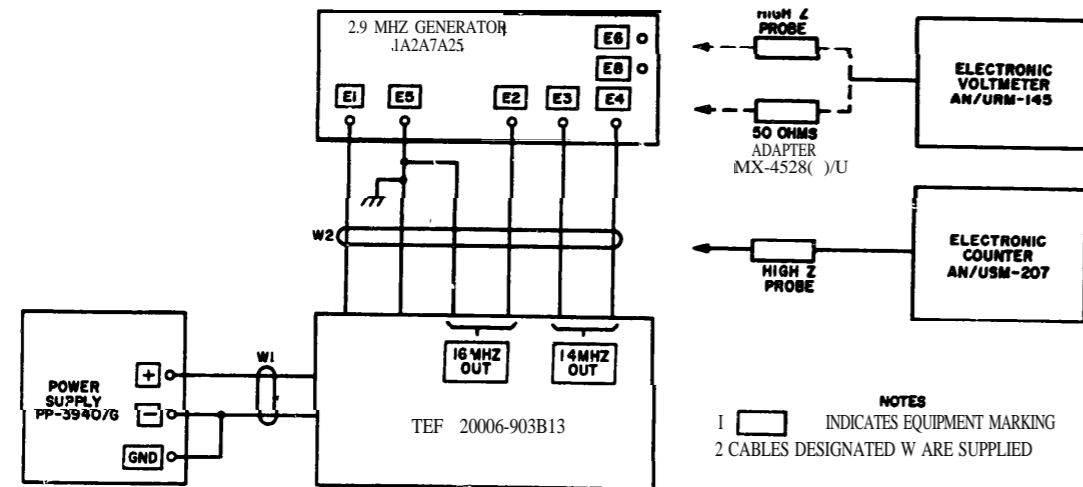 2.9 MHZ GENERATOR
1A2A7A25
E6
E8
E1
E5
E2
E3
E4
HIGH Z
PROBE
50 OHMS
ADAPTER
MX-4528( )/U
ELECTRONIC
VOLTMETER
AN/URM-145
W2
HIGH Z
PROBE
ELECTRONIC
COUNTER
AN/USM-207
16 MHZ
OUT
14 MHZ
OUT
W1
POWER
SUPPLY
PP-3940/G
+
−
GND
TEF 20006-903B13
NOTES
1 INDICATES EQUIPMENT MARKING
2 CABLES DESIGNATED W ARE SUPPLIED